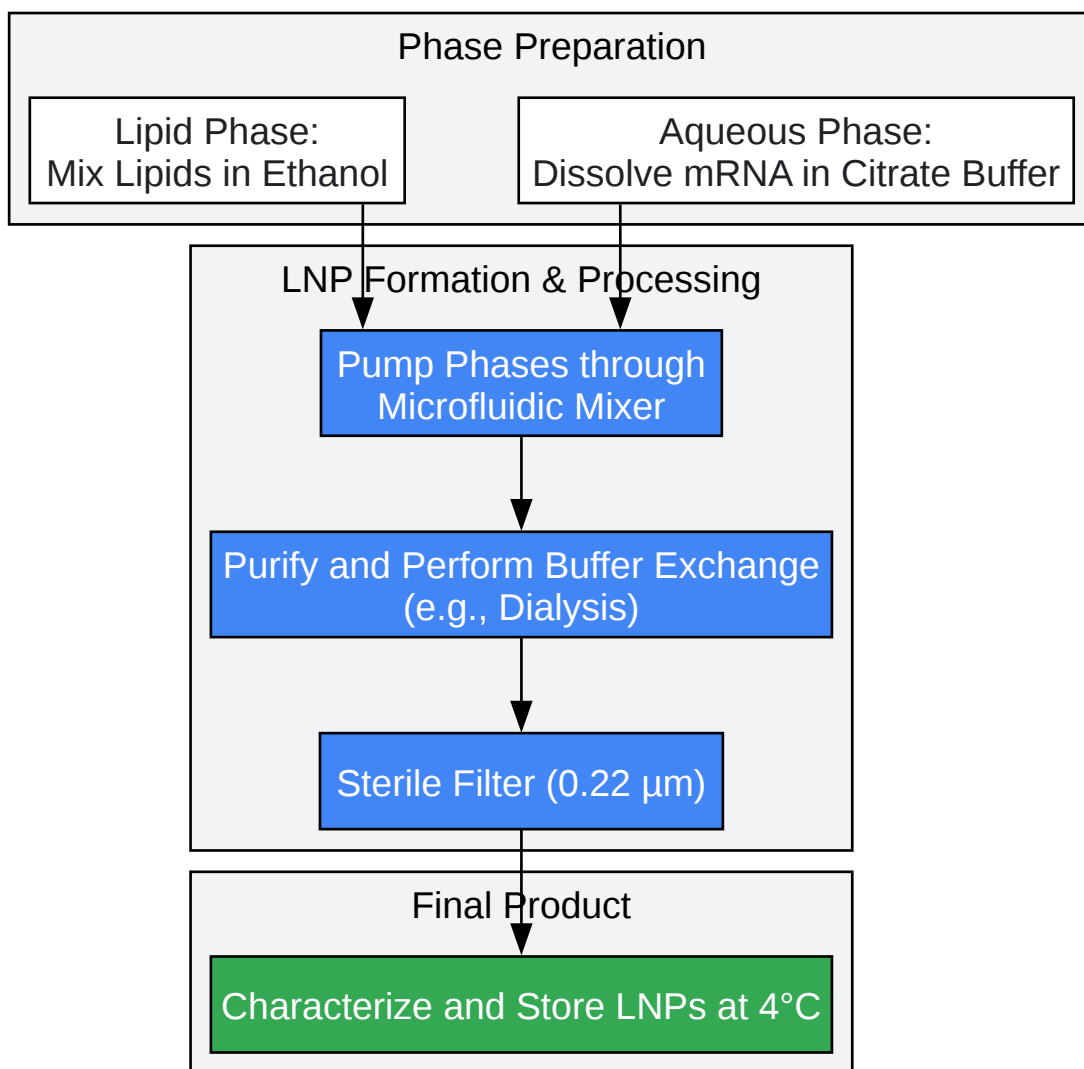 Phase Preparation
Lipid Phase:
Mix Lipids in Ethanol
Aqueous Phase:
Dissolve mRNA in Citrate Buffer
LNP Formation & Processing
Pump Phases through
Microfluidic Mixer
Purify and Perform Buffer Exchange
(e.g., Dialysis)
Sterile Filter (0.22 µm)
Final Product
Characterize and Store LNPs at 4°C